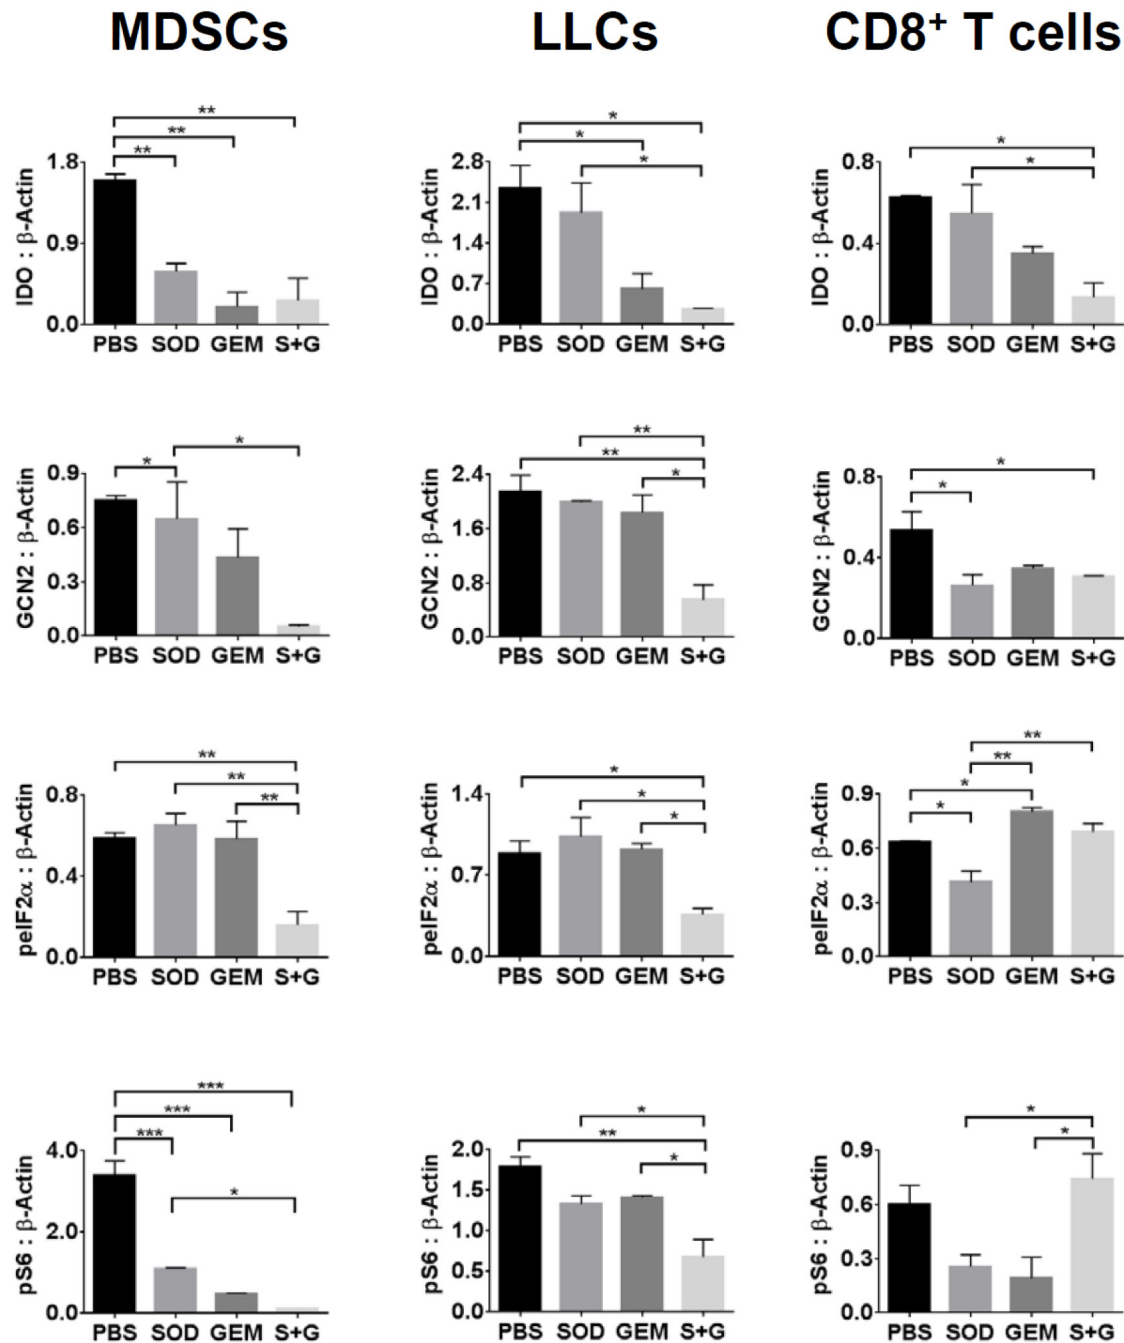 MDSCs LLCs CD8⁺ T cells
** ** **
IDO : β-Actin
1.8
0.9
0.0
PBS SOD GEM S+G
* * *
IDO : β-Actin
2.8
2.1
1.4
0.7
0.0
PBS SOD GEM S+G
* *
IDO : β-Actin
0.8
0.4
0.0
PBS SOD GEM S+G
* *
GCN2 : β-Actin
0.9
0.6
0.3
0.0
PBS SOD GEM S+G
** ** *
GCN2 : β-Actin
2.4
1.6
0.8
0.0
PBS SOD GEM S+G
* *
GCN2 : β-Actin
0.8
0.4
0.0
PBS SOD GEM S+G
** ** **
peIF2α : β-Actin
0.8
0.4
0.0
PBS SOD GEM S+G
* * *
peIF2α : β-Actin
1.4
0.7
0.0
PBS SOD GEM S+G
** ** * *
peIF2α : β-Actin
0.9
0.6
0.3
0.0
PBS SOD GEM S+G
*** *** *** *
pS6 : β-Actin
4.0
2.0
0.0
PBS SOD GEM S+G
* ** *
pS6 : β-Actin
2.0
1.5
1.0
0.5
0.0
PBS SOD GEM S+G
* *
pS6 : β-Actin
0.9
0.6
0.3
0.0
PBS SOD GEM S+G